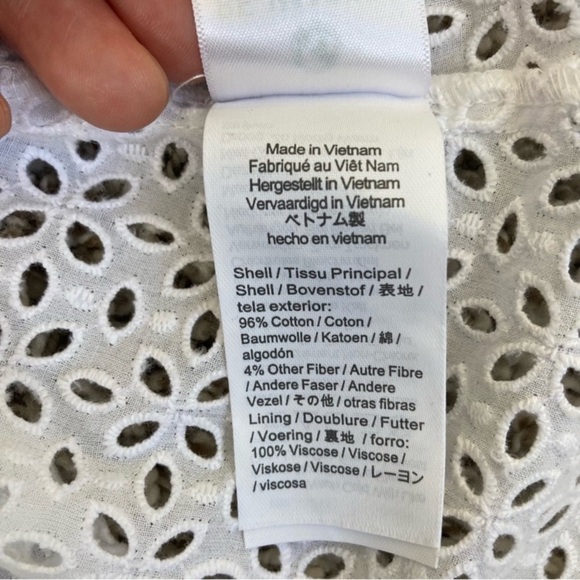 Made in Vietnam
Fabriqué au Viêt Nam
Hergestellt in Vietnam
Vervaardigd in Vietnam
ベトナム製
hecho en vietnam
Shell / Tissu Principal /
Shell / Bovenstof / 表地 /
tela exterior:
96% Cotton / Coton /
Baumwolle / Katoen / 綿 /
algodón
4% Other Fiber / Autre Fibre
/ Andere Faser / Andere
Vezel / その他 / otras fibras
Lining / Doublure / Futter
/ Voering / 裏地 / forro:
100% Viscose / Viscose /
Viskose / Viscose / レーヨン
/ viscosa